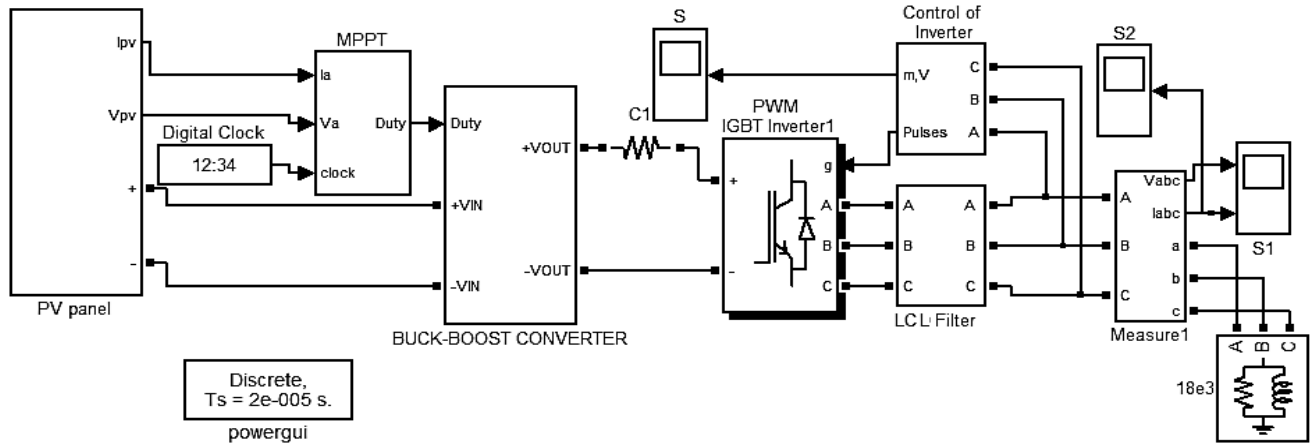 Ipv
Vpv
+
-
PV panel
Digital Clock
12:34
MPPT
Ia
Va
clock
Duty
Duty
+VIN
-VIN
+VOUT
-VOUT
BUCK-BOOST CONVERTER
C1
S
PWM
IGBT Inverter1
+
-
g
A
B
C
Control of
Inverter
m,V
Pulses
C
B
A
A
B
C
A
B
C
LCL Filter
S2
A
B
C
Vabc
Iabc
a
b
c
Measure1
S1
A B C
18e3
Discrete,
Ts = 2e-005 s.
powergui